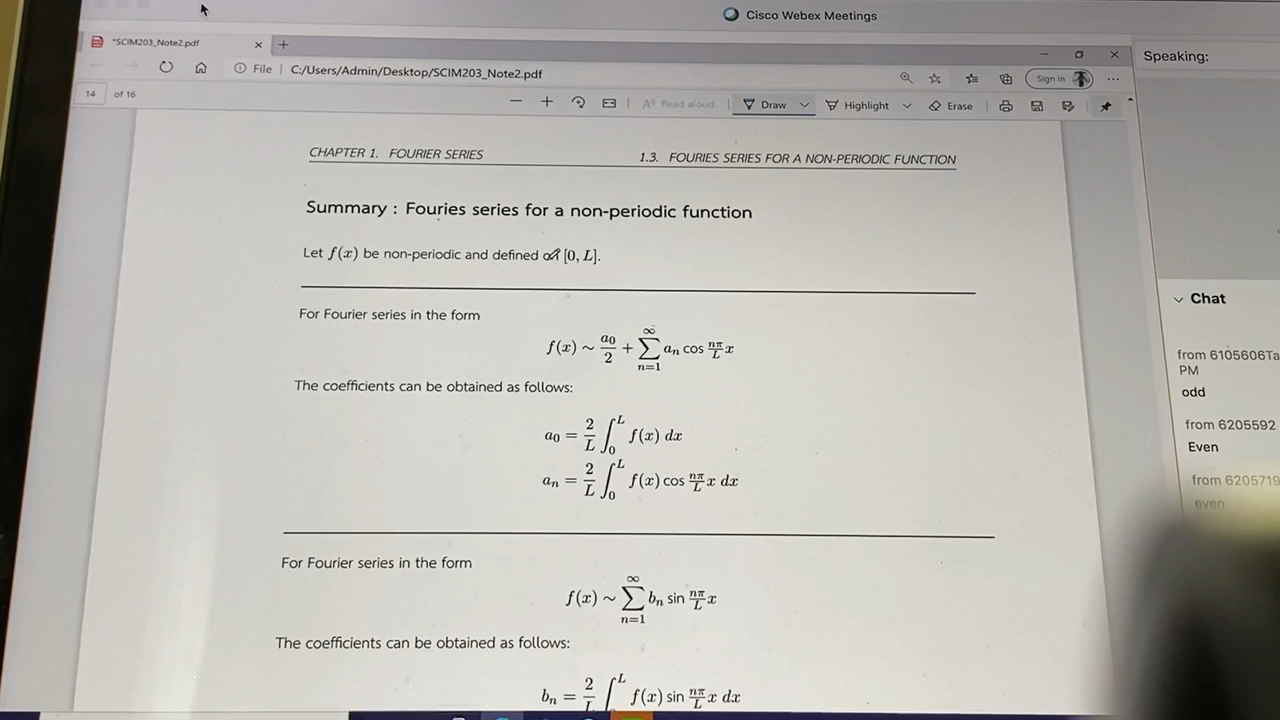 Cisco Webex Meetings
*SCIM203_Note2.pdf
File | C:/Users/Admin/Desktop/SCIM203_Note2.pdf
Sign in
14 of 16
Read aloud
Draw
Highlight
Erase
CHAPTER 1. FOURIER SERIES
1.3. FOURIES SERIES FOR A NON-PERIODIC FUNCTION
Summary : Fouries series for a non-periodic function
Let f(x) be non-periodic and defined [0, L].
For Fourier series in the form
f(x) ~ a₀/2 + ∑_{n=1}^{∞} aₙ cos nπ/L x
The coefficients can be obtained as follows:
a₀ = 2/L ∫₀ᴸ f(x) dx
aₙ = 2/L ∫₀ᴸ f(x) cos nπ/L x dx
For Fourier series in the form
f(x) ~ ∑_{n=1}^{∞} bₙ sin nπ/L x
The coefficients can be obtained as follows:
bₙ = 2/L ∫₀ᴸ f(x) sin nπ/L x dx
Speaking:
Chat
from 6105606Ta
PM
odd
from 6205592
Even
from 6205719
even